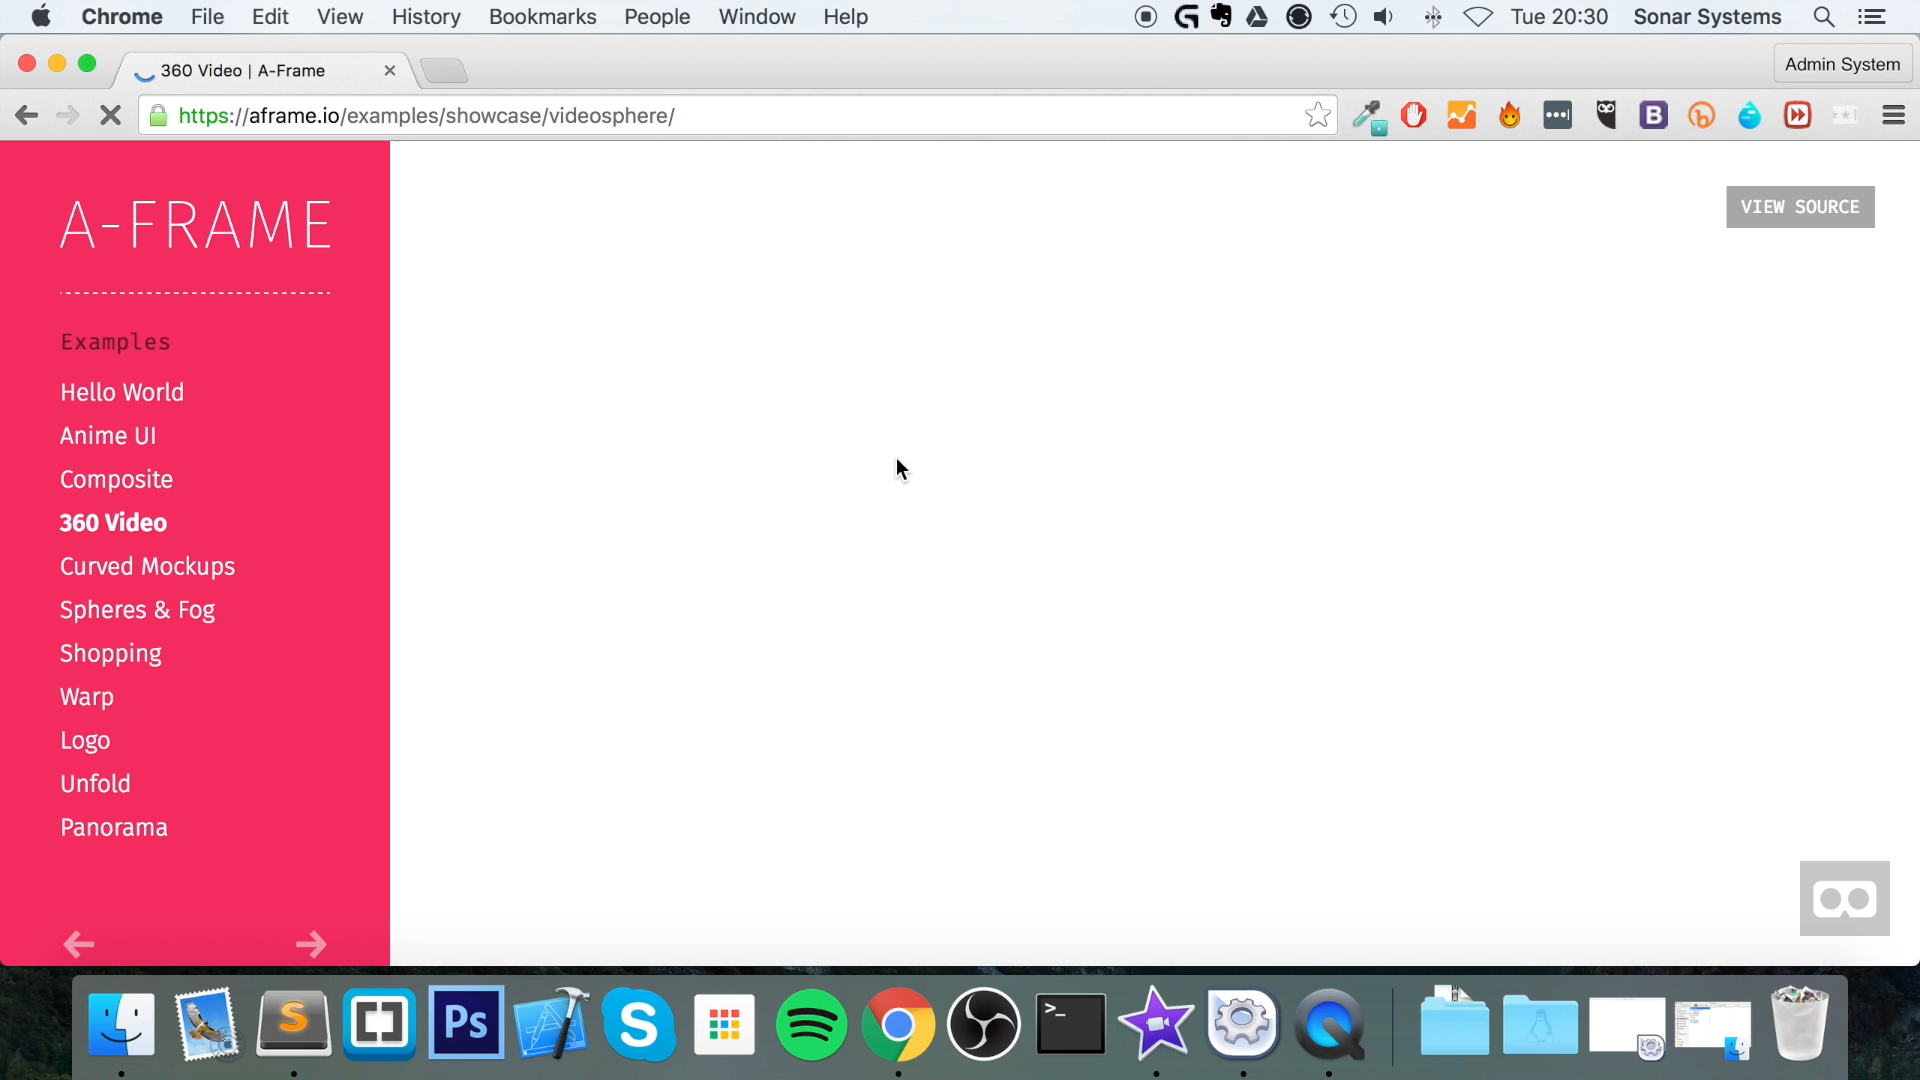 Chrome File Edit View History Bookmarks People Window Help Tue 20:30 Sonar Systems
360 Video | A-Frame Admin System
https://aframe.io/examples/showcase/videosphere/
B
A-FRAME
VIEW SOURCE
Examples
Hello World
Anime UI
Composite
360 Video
Curved Mockups
Spheres & Fog
Shopping
Warp
Logo
Unfold
Panorama
S Ps S >_